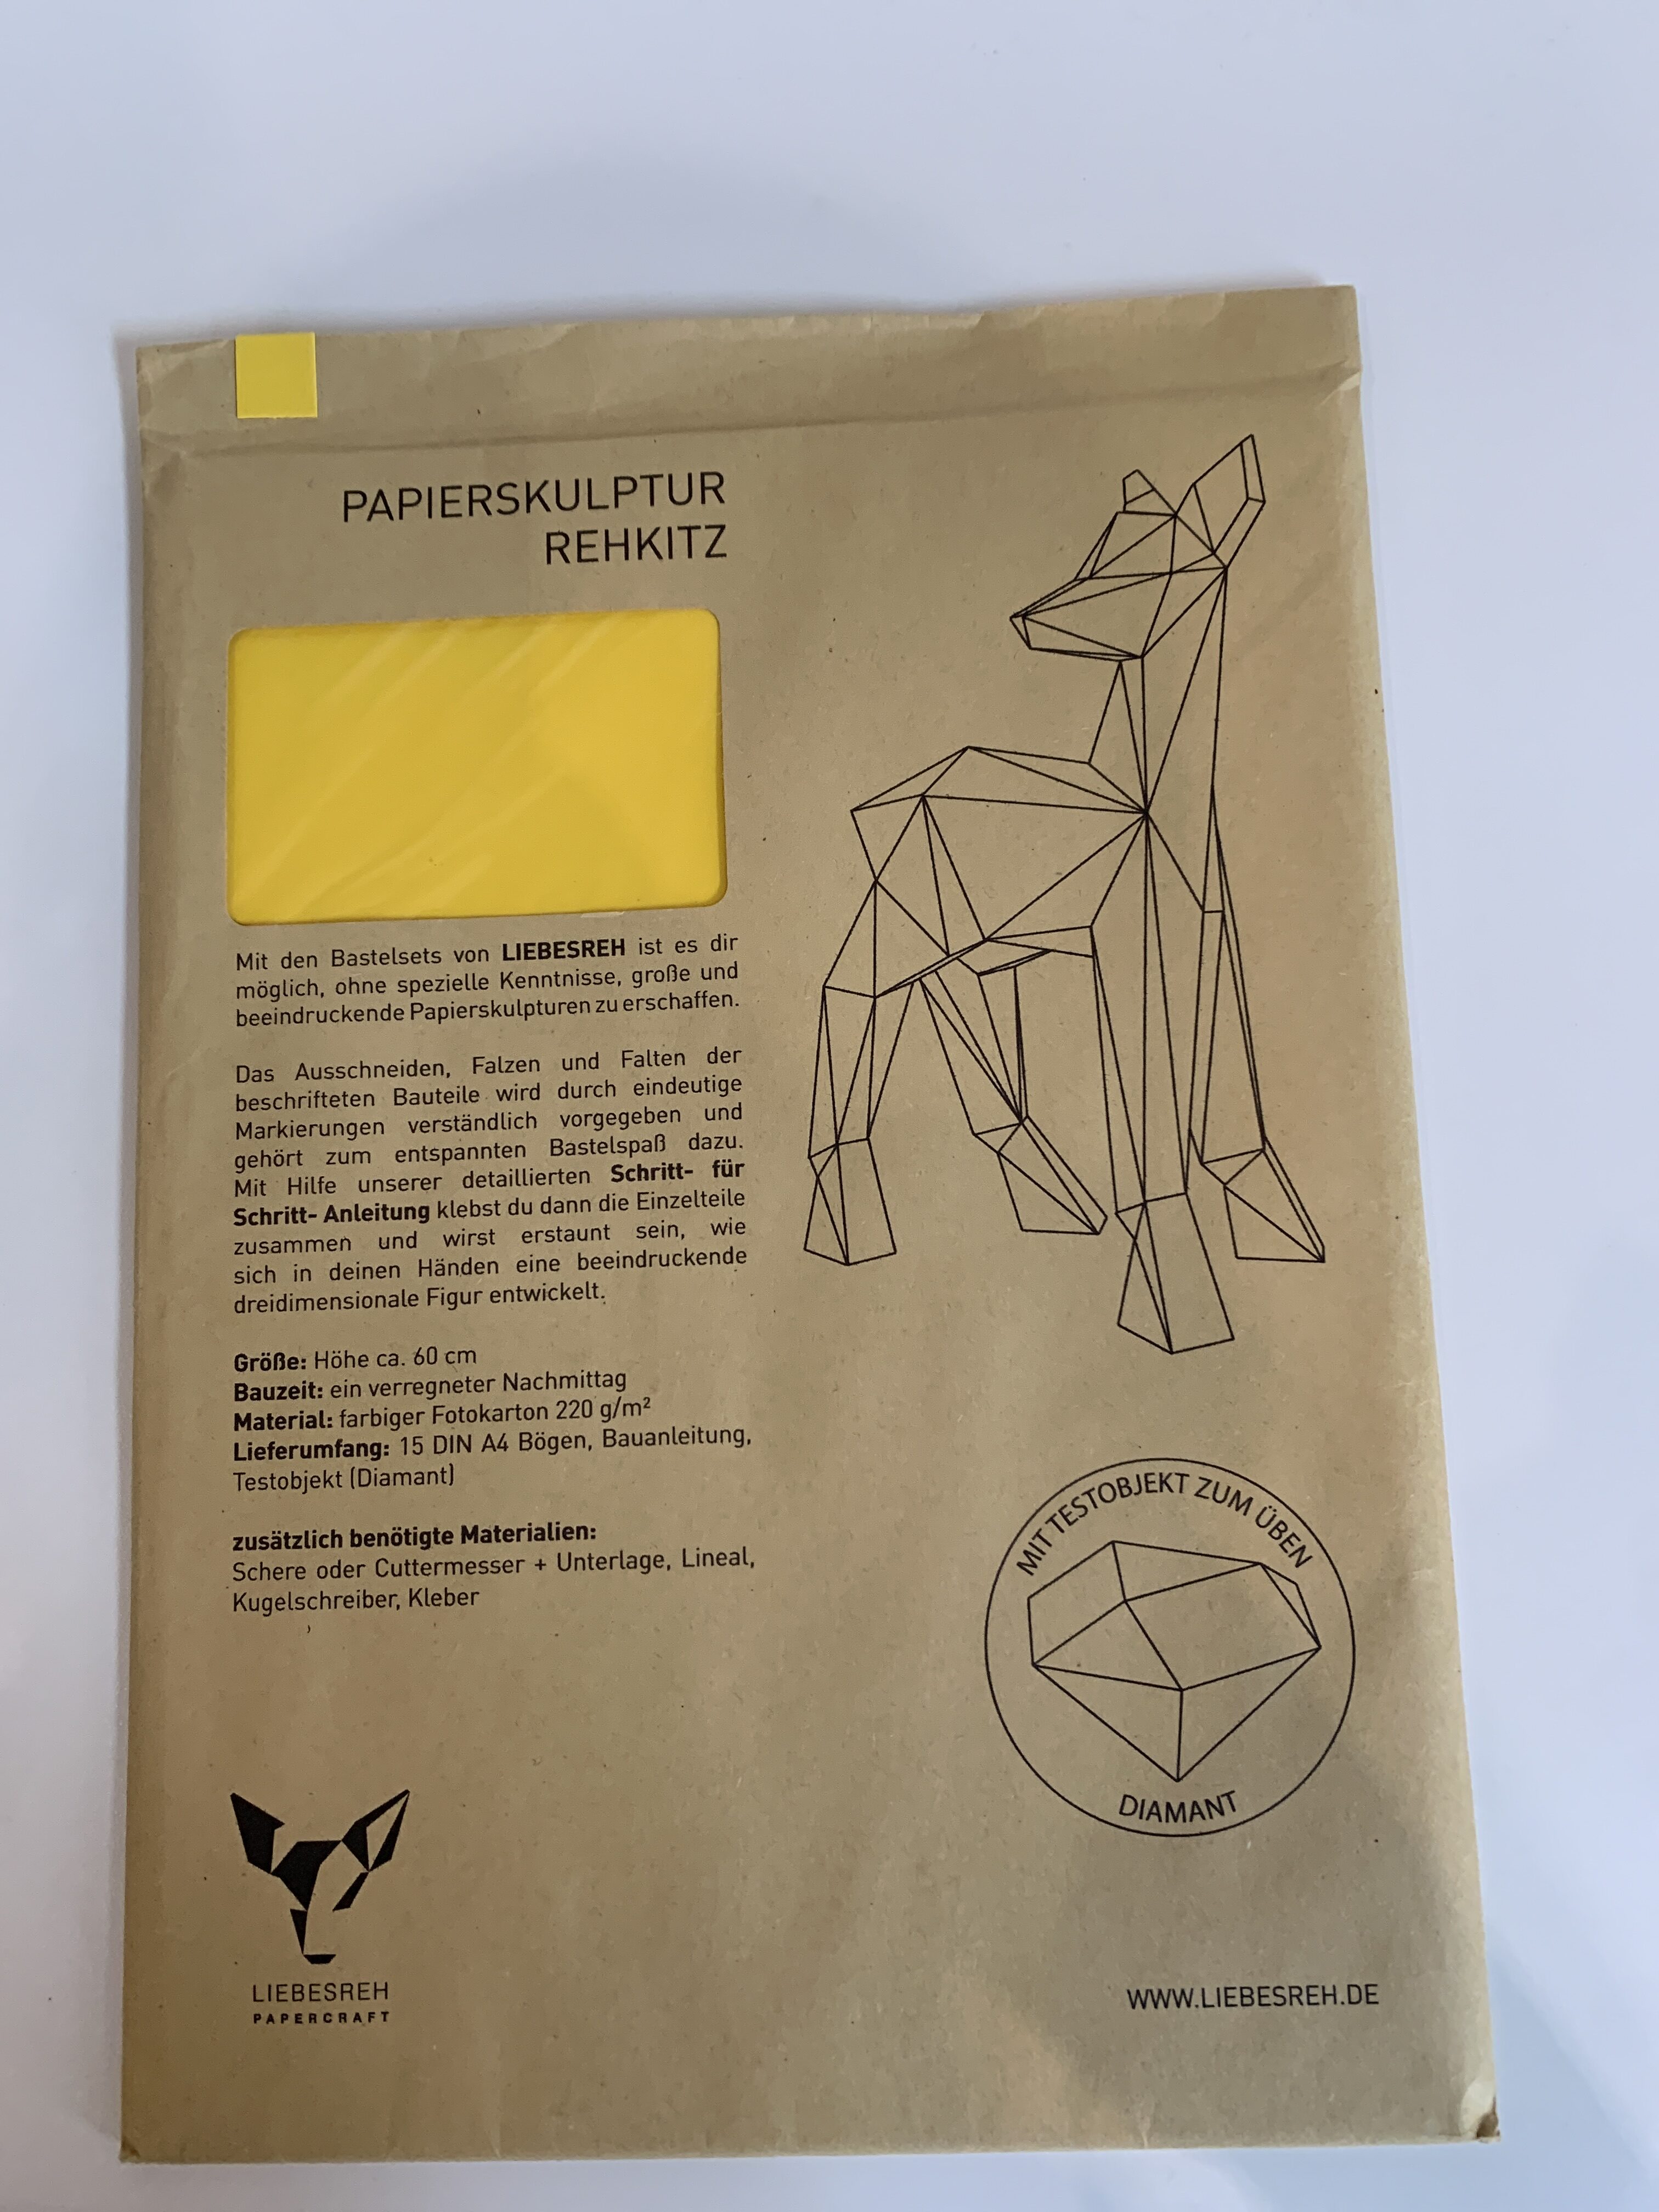 PAPIERSKULPTUR
REHKITZ
Mit den Bastelsets von LIEBESREH ist es dir
möglich, ohne spezielle Kenntnisse, große und
beeindruckende Papierskulpturen zu erschaffen.
Das Ausschneiden, Falzen und Falten der
beschrifteten Bauteile wird durch eindeutige
Markierungen verständlich vorgegeben und
gehört zum entspannten Bastelspaß dazu.
Mit Hilfe unserer detaillierten Schritt- für
Schritt- Anleitung klebst du dann die Einzelteile
zusammen und wirst erstaunt sein, wie
sich in deinen Händen eine beeindruckende
dreidimensionale Figur entwickelt.
Größe: Höhe ca. 60 cm
Bauzeit: ein verregneter Nachmittag
Material: farbiger Fotokarton 220 g/m²
Lieferumfang: 15 DIN A4 Bögen, Bauanleitung,
Testobjekt (Diamant)
zusätzlich benötigte Materialien:
Schere oder Cuttermesser + Unterlage, Lineal,
Kugelschreiber, Kleber
MIT TESTOBJEKT ZUM ÜBEN
DIAMANT
LIEBESREH
PAPERCRAFT
WWW.LIEBESREH.DE